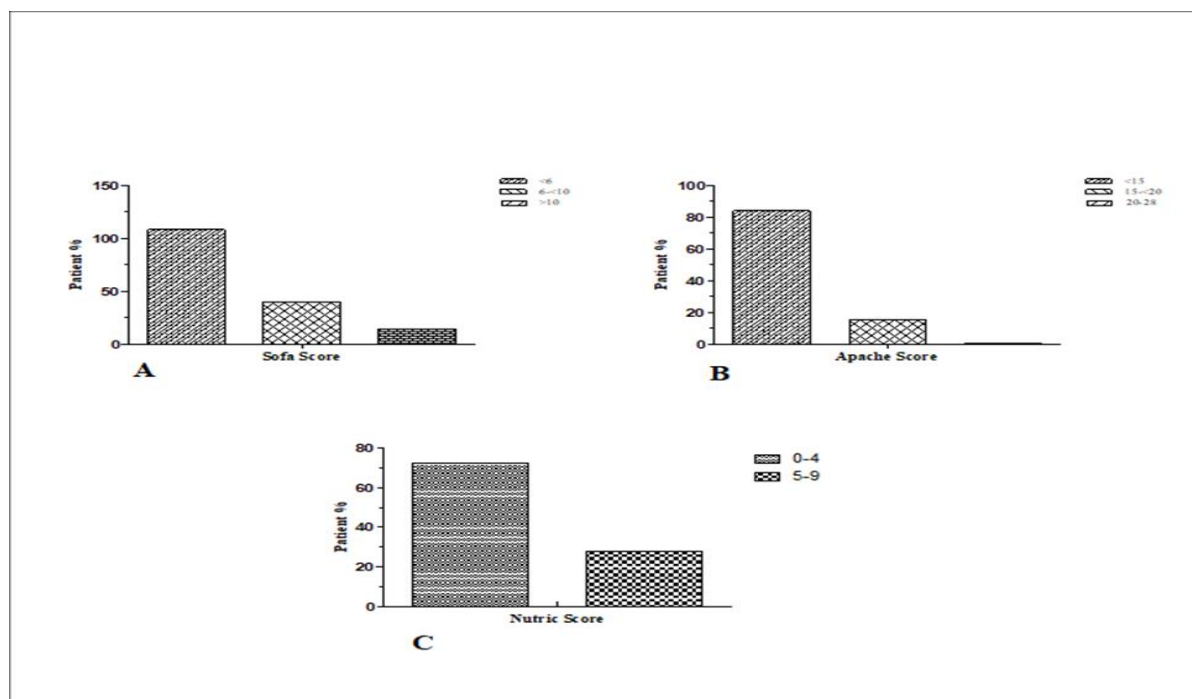 150
100
50
0
Patient %
Sofa Score
<6
6-<10
>10
A
100
80
60
40
20
0
Patient %
Apache Score
<15
15-<20
20-28
B
80
60
40
20
0
Patient %
Nutric Score
0-4
5-9
C